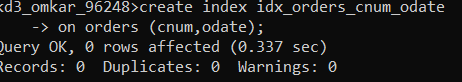 kd3_omkar_96248>create index idx_orders_cnum_odate
-> on orders (cnum,odate);
Query OK, 0 rows affected (0.337 sec)
Records: 0  Duplicates: 0  Warnings: 0